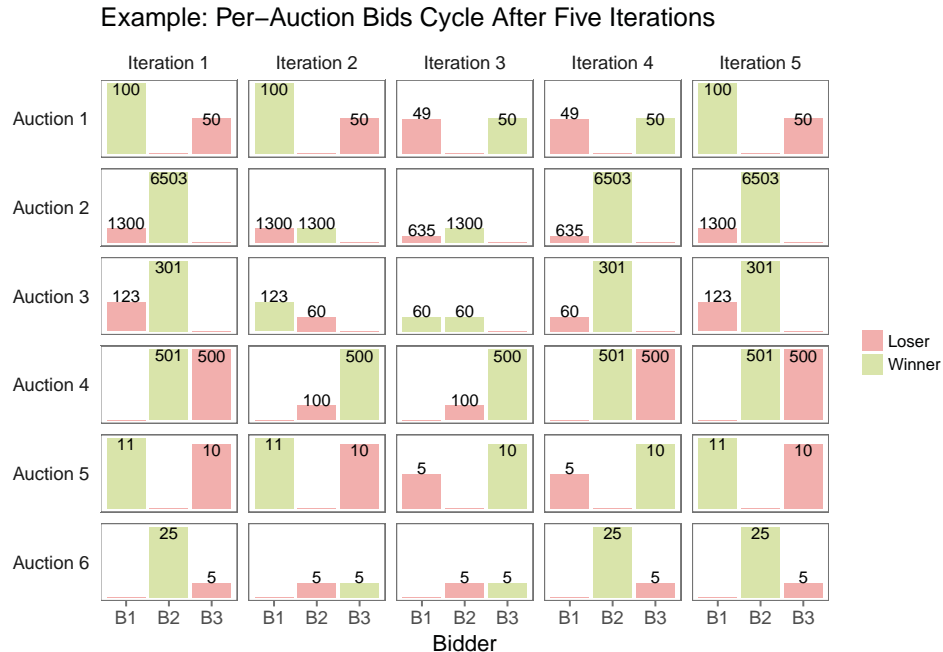 Example: Per−Auction Bids Cycle After Five Iterations
Iteration 1 Iteration 2 Iteration 3 Iteration 4 Iteration 5
Auction 1 100 50 100 50 49 50 49 50 100 50
Auction 2 1300 6503 1300 1300 635 1300 635 6503 1300 6503
Auction 3 123 301 123 60 60 60 60 301 123 301
Auction 4 501 500 100 500 100 500 501 500 501 500
Auction 5 11 10 11 10 5 10 5 10 11 10
Auction 6 25 5 5 5 5 5 25 5 25 5
B1 B2 B3 B1 B2 B3 B1 B2 B3 B1 B2 B3 B1 B2 B3
Bidder
Loser
Winner